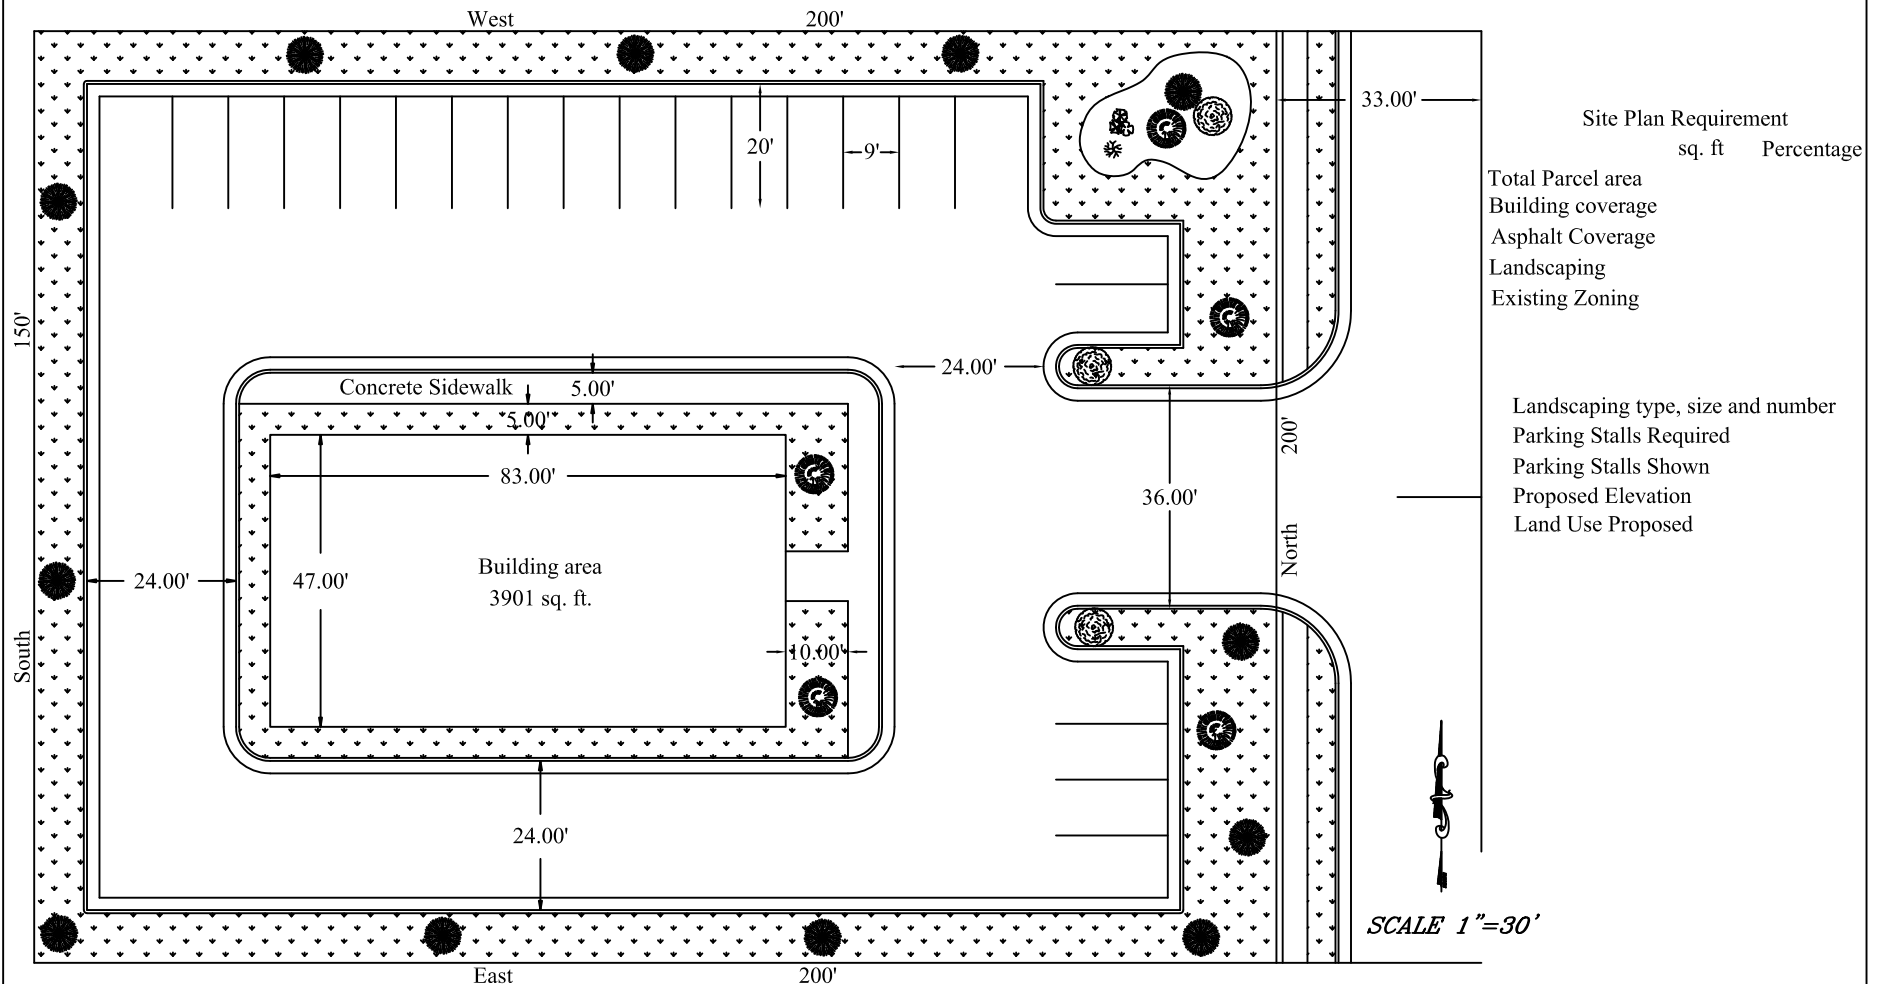 West 200'
33.00'
Site Plan Requirement
sq. ft Percentage
20'
9'
Total Parcel area
Building coverage
Asphalt Coverage
Landscaping
Existing Zoning
150'
24.00'
Concrete Sidewalk 5.00'
5.00'
Landscaping type, size and number
Parking Stalls Required
Parking Stalls Shown
Proposed Elevation
Land Use Proposed
200'
83.00'
36.00'
North
Building area
3901 sq. ft.
24.00'
47.00'
South
10.00'
24.00'
SCALE 1"=30'
East 200'